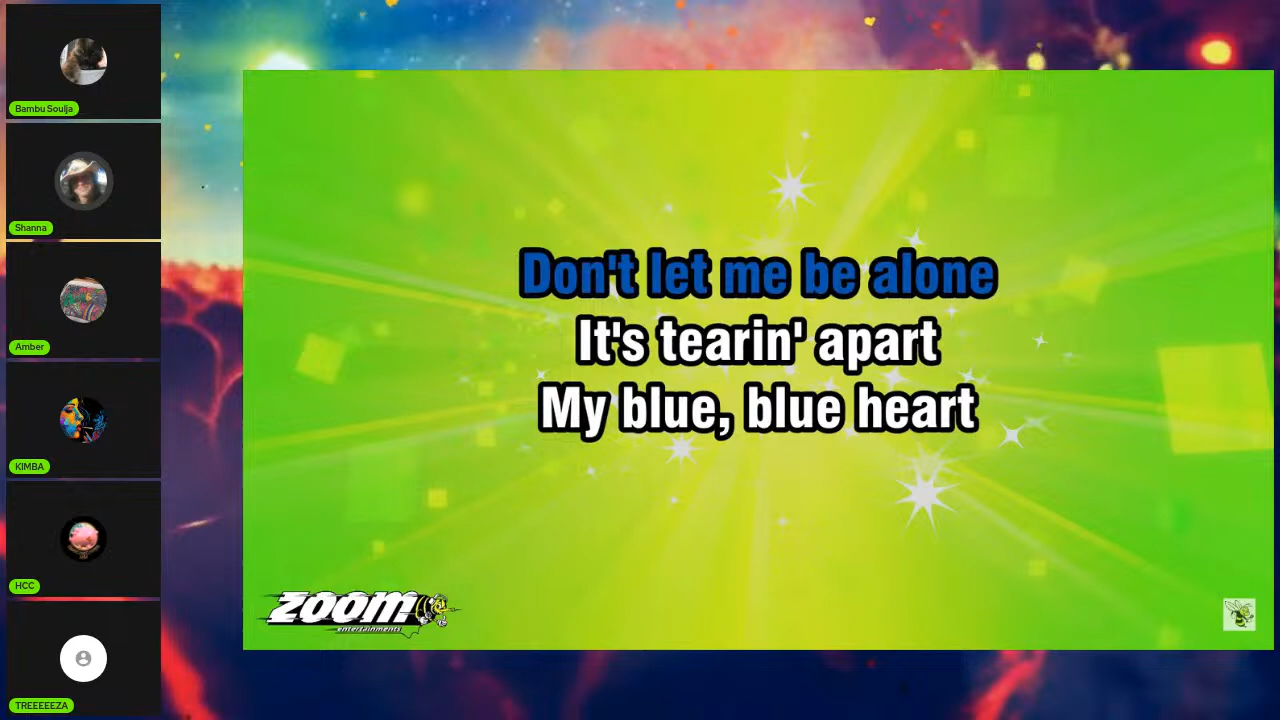 Bambu Soulja
Shanna
Amber
KIMBA
HCC
TREEEEEZA
Don't let me be alone
It's tearin' apart
My blue, blue heart
zoom
entertainments